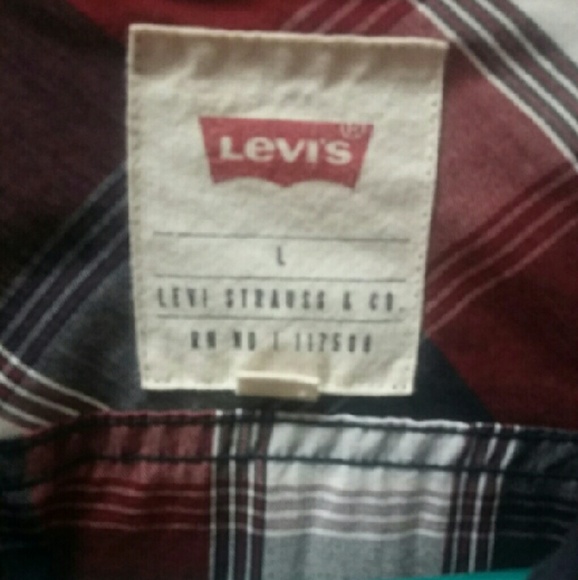 LEVI'S ®
L
LEVI STRAUSS & CO.
RN NO